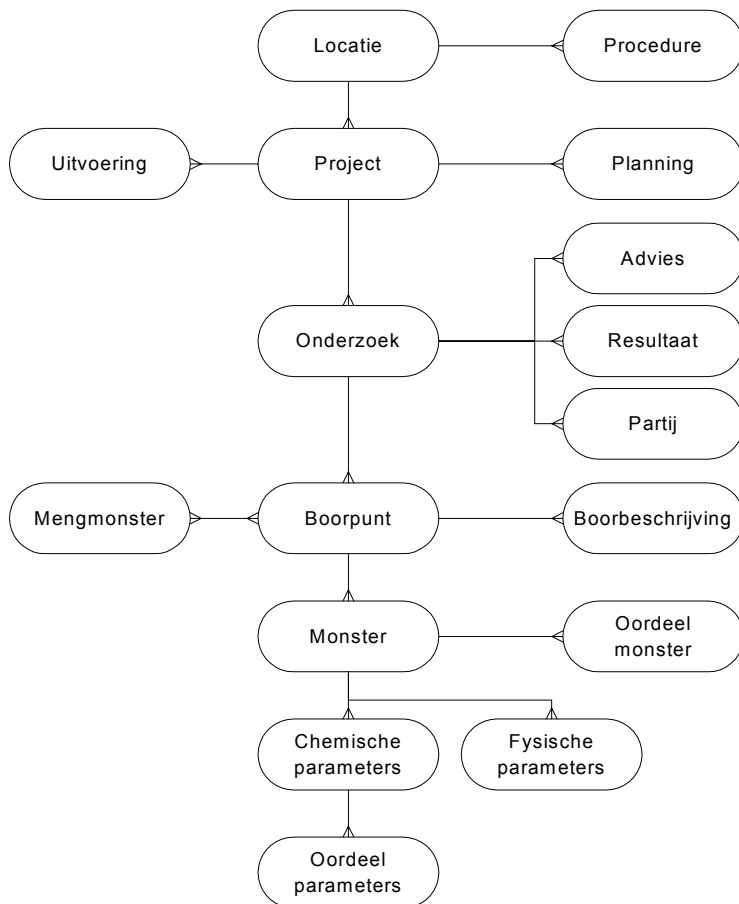 Locatie
Procedure
Uitvoering
Project
Planning
Advies
Onderzoek
Resultaat
Partij
Mengmonster
Boorpunt
Boorbeschrijving
Monster
Oordeel
monster
Chemische
parameters
Fysische
parameters
Oordeel
parameters